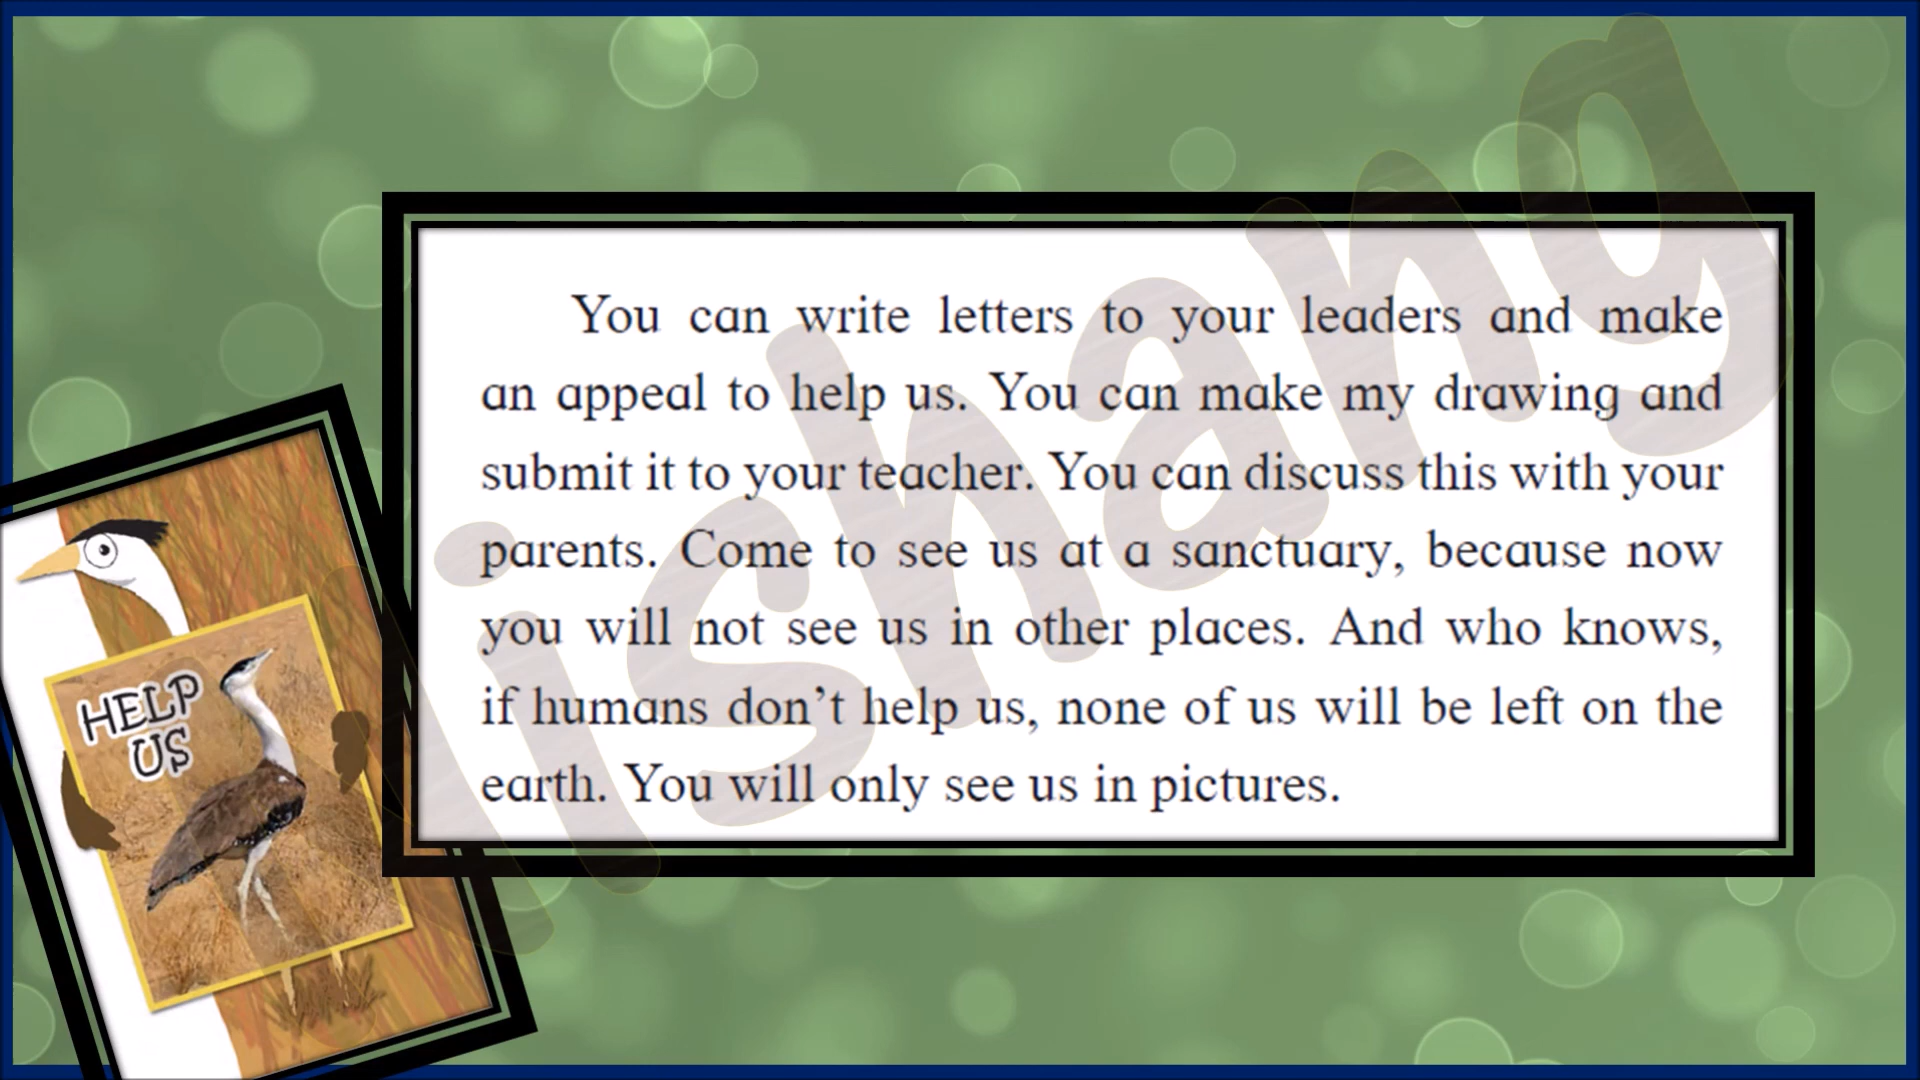 You can write letters to your leaders and make
an appeal to help us. You can make my drawing and
submit it to your teacher. You can discuss this with your
parents. Come to see us at a sanctuary, because now
you will not see us in other places. And who knows,
if humans don't help us, none of us will be left on the
earth. You will only see us in pictures.
HELP
US
lishang